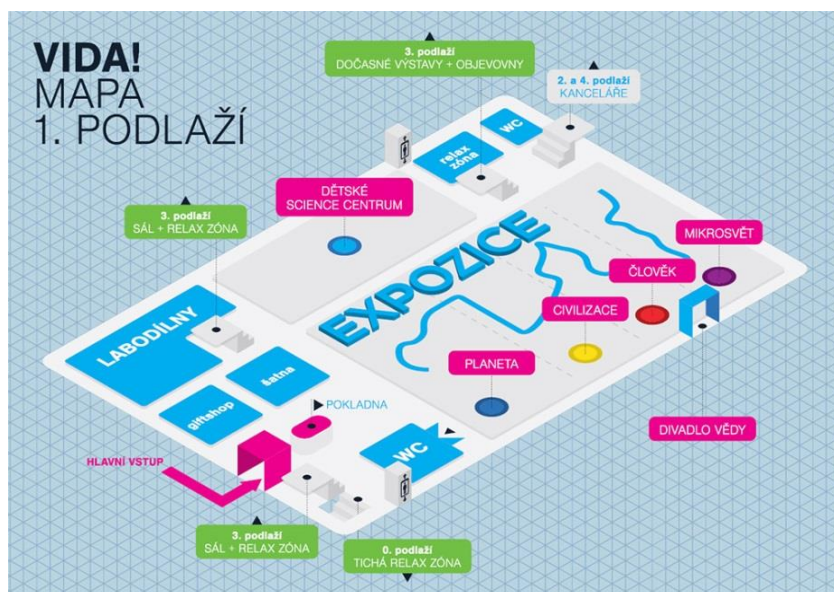 VIDA!
MAPA
1. PODLAŽÍ
3. podlaží
DOČASNÉ VÝSTAVY + OBJEVOVNY
2. a 4. podlaží
KANCELÁŘE
WC
relax
zóna
DĚTSKÉ
SCIENCE CENTRUM
3. podlaží
SÁL + RELAX ZÓNA
EXPOZICE
MIKROSVĚT
ČLOVĚK
CIVILIZACE
PLANETA
LABODÍLNY
šatna
giftshop
POKLADNA
DIVADLO VĚDY
WC
HLAVNÍ VSTUP
3. podlaží
SÁL + RELAX ZÓNA
0. podlaží
TICHÁ RELAX ZÓNA